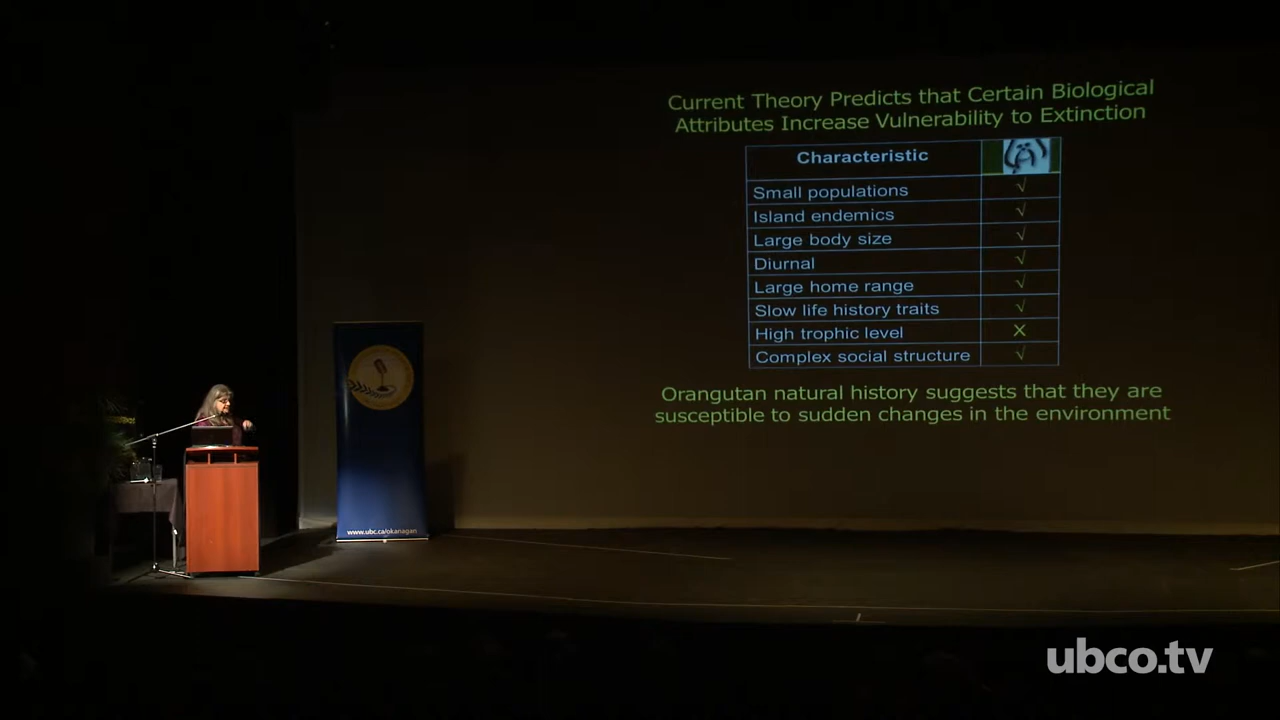 Current Theory Predicts that Certain Biological
Attributes Increase Vulnerability to Extinction
Characteristic
Small populations √
Island endemics √
Large body size √
Diurnal √
Large home range √
Slow life history traits √
High trophic level X
Complex social structure √
Orangutan natural history suggests that they are
susceptible to sudden changes in the environment
www.ubc.ca/okanagan
ubco.tv